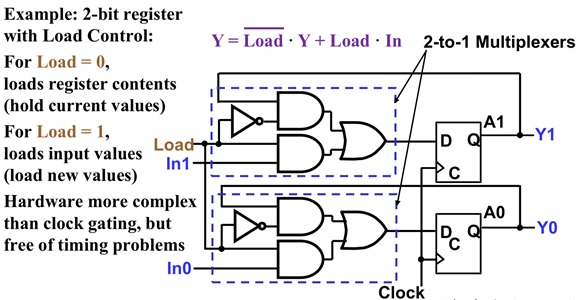 Example: 2-bit register
with Load Control:
For Load = 0,
loads register contents
(hold current values)
For Load = 1,
loads input values
(load new values)
Hardware more complex
than clock gating, but
free of timing problems
Y = \overline{Load} · Y + Load · In
2-to-1 Multiplexers
Load
In1
In0
A1
D Q
C
Y1
A0
D Q
C
Y0
Clock